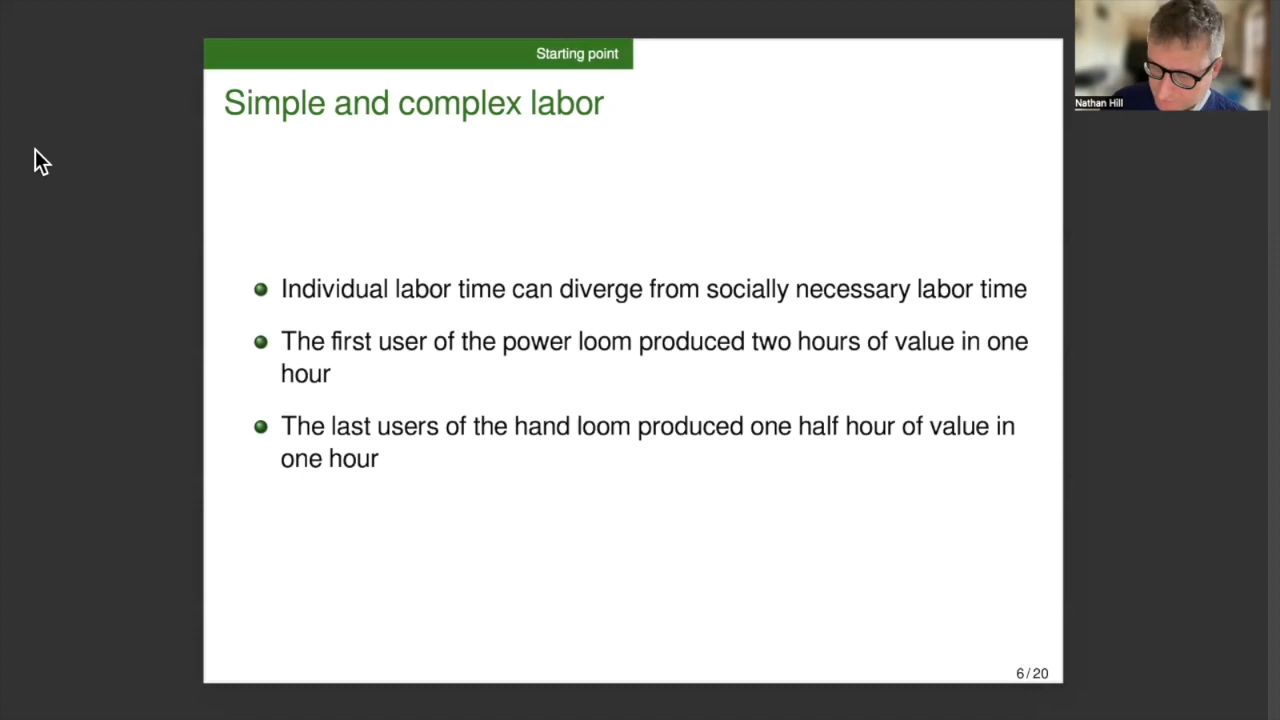 Starting point
Nathan Hill
Simple and complex labor
Individual labor time can diverge from socially necessary labor time
The first user of the power loom produced two hours of value in one
hour
The last users of the hand loom produced one half hour of value in
one hour
6 / 20